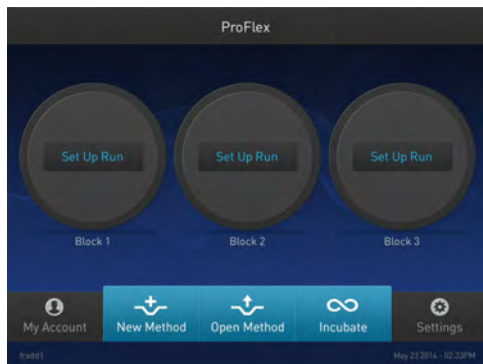 ProFlex
Set Up Run
Set Up Run
Set Up Run
Block 1
Block 2
Block 3
My Account
New Method
Open Method
Incubate
Settings
May 23 2014 - 02:33PM